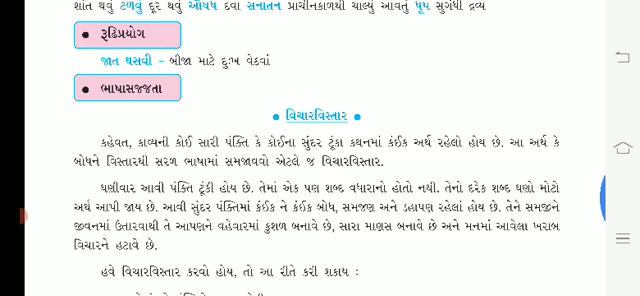 શાંત થવું ટળવું દૂર થવું ઔષધ દવા સનાતન પ્રાચીનકાળથી ચાલ્યું આવતું ધૂપ સુગંધી દ્રવ્ય
● રૂઢિપ્રયોગ
જાત ઘસવી - બીજા માટે દુઃખ વેઠવાં
● ભાષાસજ્જતા
● વિચારવિસ્તાર ●
કહેવત, કાવ્યની કોઈ સારી પંક્તિ કે કોઈના સુંદર ટૂંકા કથનમાં કંઈક અર્થ રહેલો હોય છે. આ અર્થ કે
બોધને વિસ્તારથી સરળ ભાષામાં સમજાવવો એટલે જ વિચારવિસ્તાર.
ઘણીવાર આવી પંક્તિ ટૂંકી હોય છે. તેમાં એક પણ શબ્દ વધારાનો હોતો નથી. તેનો દરેક શબ્દ ઘણો મોટો
અર્થ આપી જાય છે. આવી સુંદર પંક્તિમાં કંઈક ને કંઈક બોધ, સમજણ અને ડહાપણ રહેલાં હોય છે. તેને સમજીને
જીવનમાં ઉતારવાથી તે આપણને વહેવારમાં કુશળ બનાવે છે, સારા માણસ બનાવે છે અને મનમાં આવેલા ખરાબ
વિચારને હટાવે છે.
હવે વિચારવિસ્તાર કરવો હોય, તો આ રીતે કરી શકાય :